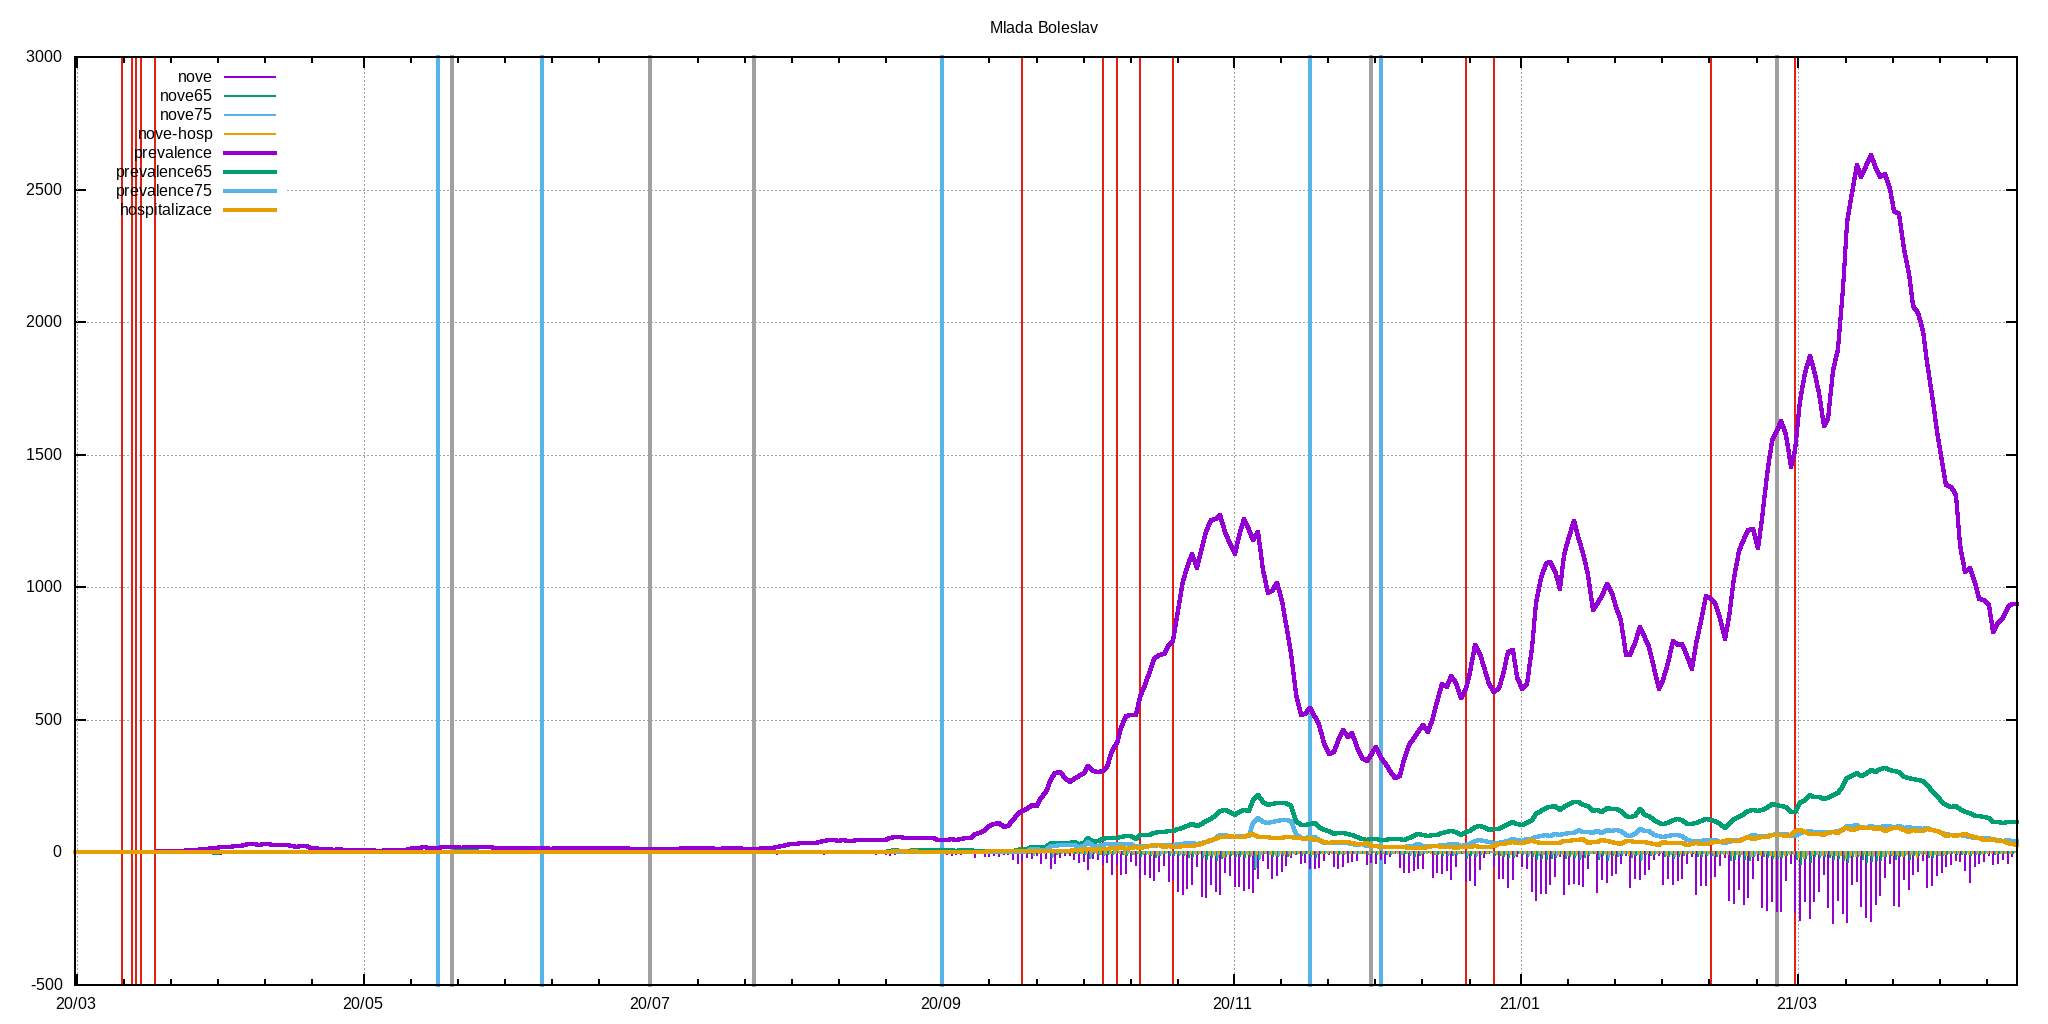 Mlada Boleslav
3000
2500
2000
1500
1000
500
0
-500
nove
nove65
nove75
nove-hosp
prevalence
prevalence65
prevalence75
hospitalizace
20/03 20/05 20/07 20/09 20/11 21/01 21/03